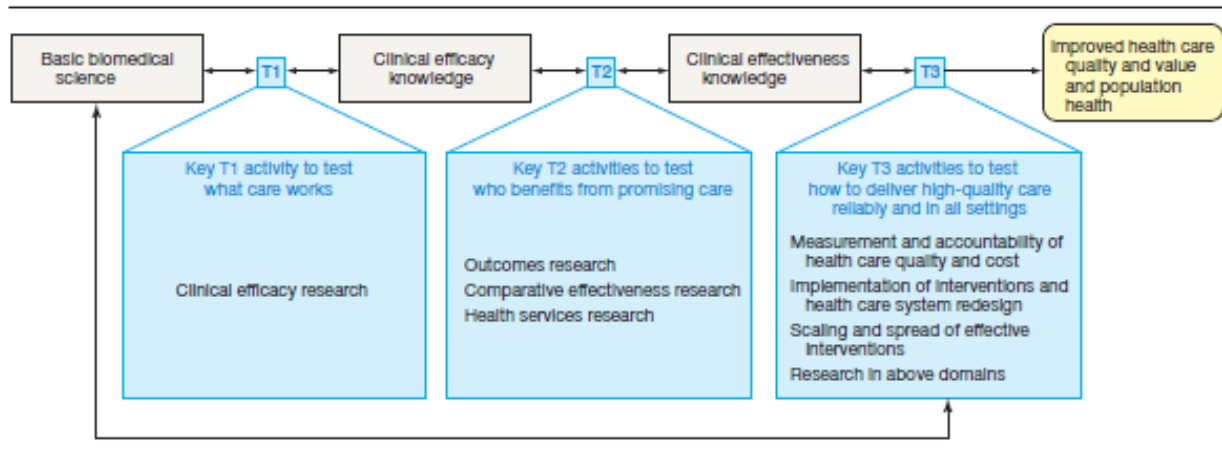 Basic biomedical
science
T1
Clinical efficacy
knowledge
T2
Clinical effectiveness
knowledge
T3
Improved health care
quality and value
and population
health
Key T1 activity to test
what care works
Clinical efficacy research
Key T2 activities to test
who benefits from promising care
Outcomes research
Comparative effectiveness research
Health services research
Key T3 activities to test
how to deliver high-quality care
reliably and in all settings
Measurement and accountability of
health care quality and cost
Implementation of interventions and
health care system redesign
Scaling and spread of effective
interventions
Research in above domains